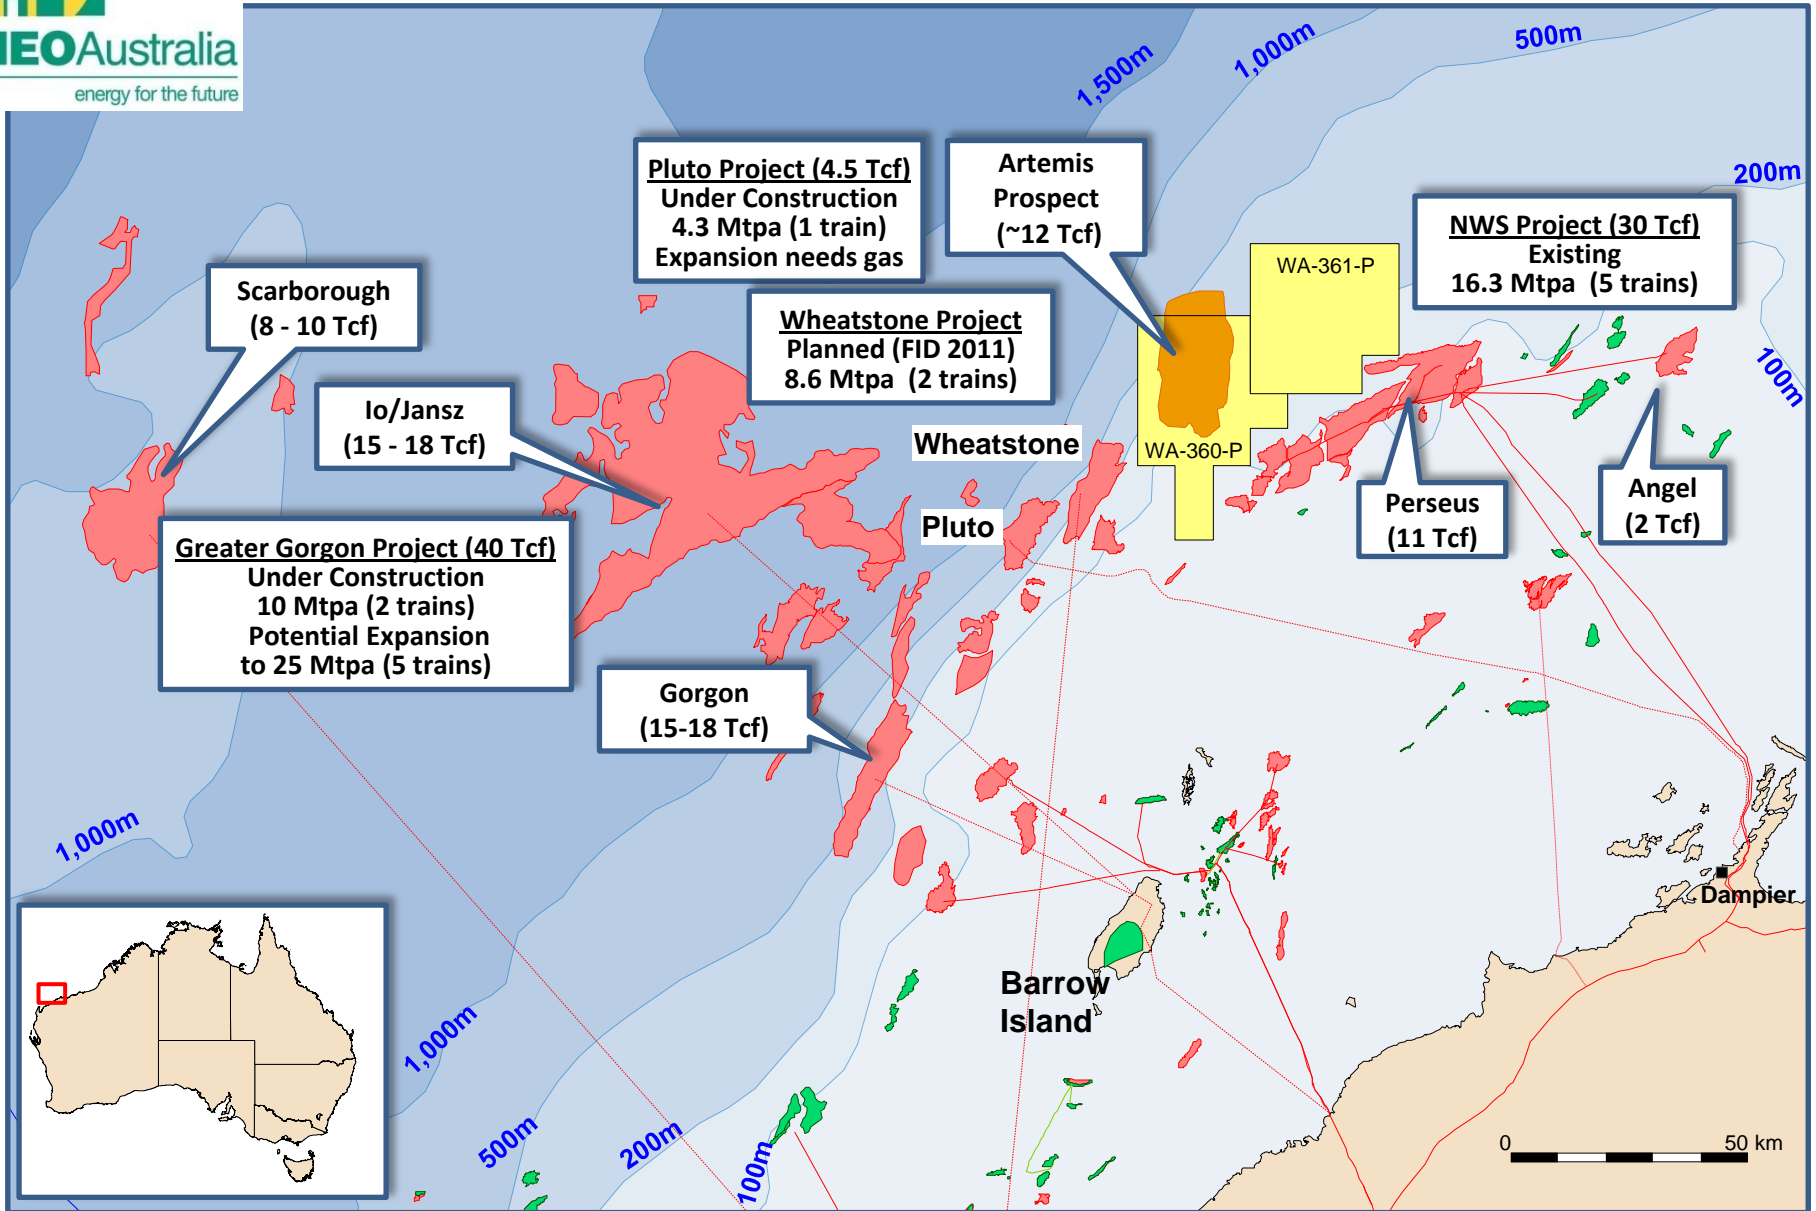 NEOAustralia
energy for the future
1,500m
1,000m
500m
200m
100m
Pluto Project (4.5 Tcf)
Under Construction
4.3 Mtpa (1 train)
Expansion needs gas
Artemis
Prospect
(~12 Tcf)
NWS Project (30 Tcf)
Existing
16.3 Mtpa (5 trains)
WA-361-P
Scarborough
(8 - 10 Tcf)
Wheatstone Project
Planned (FID 2011)
8.6 Mtpa (2 trains)
Io/Jansz
(15 - 18 Tcf)
Wheatstone
WA-360-P
Pluto
Perseus
(11 Tcf)
Angel
(2 Tcf)
Greater Gorgon Project (40 Tcf)
Under Construction
10 Mtpa (2 trains)
Potential Expansion
to 25 Mtpa (5 trains)
Gorgon
(15-18 Tcf)
1,000m
Dampier
Barrow
Island
1,000m
500m
200m
100m
0 50 km